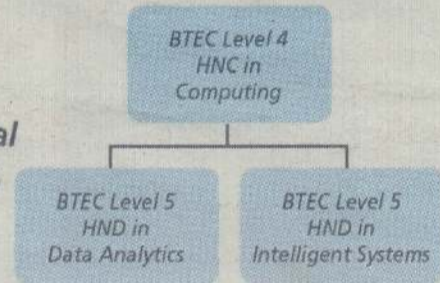 BTEC Level 4
HNC in
Computing
al
BTEC Level 5
HND in
Data Analytics
BTEC Level 5
HND in
Intelligent Systems